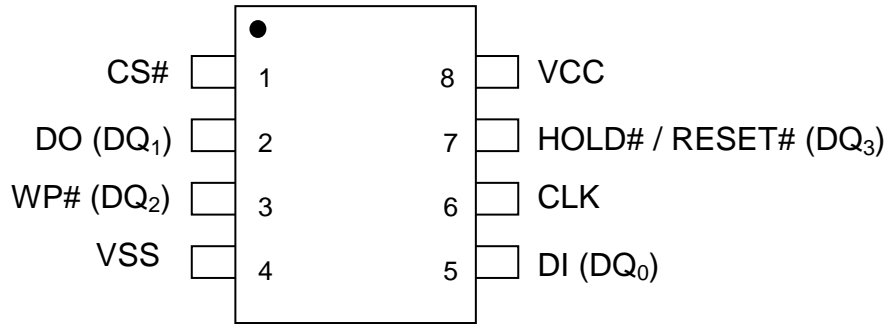 CS# 1 8 VCC
DO (DQ₁) 2 7 HOLD# / RESET# (DQ₃)
WP# (DQ₂) 3 6 CLK
VSS 4 5 DI (DQ₀)